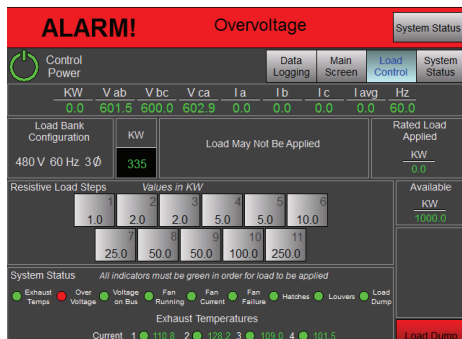 ALARM! Overvoltage System Status
Control Power Data Logging Main Screen Load Control System Status
KW V ab V bc V ca I a I b I c I avg Hz
0.0 601.5 600.0 602.9 0.0 0.0 0.0 0.0 60.0
Load Bank Configuration KW Load May Not Be Applied Rated Load Applied
480 V 60 Hz 3Ø 335 KW
0.0
Resistive Load Steps Values in KW Available
1 2 3 4 5 6 KW
1.0 2.0 2.0 5.0 5.0 10.0 1000.0
7 8 9 10 11
25.0 50.0 50.0 100.0 250.0
System Status All indicators must be green in order for load to be applied
Exhaust Temps Over Voltage Voltage on Bus Fan Running Fan Current Fan Failure Hatches Louvers Load Dump
Exhaust Temperatures
Current 1 110.8 2 128.2 3 109.0 4 101.5 Load Dump